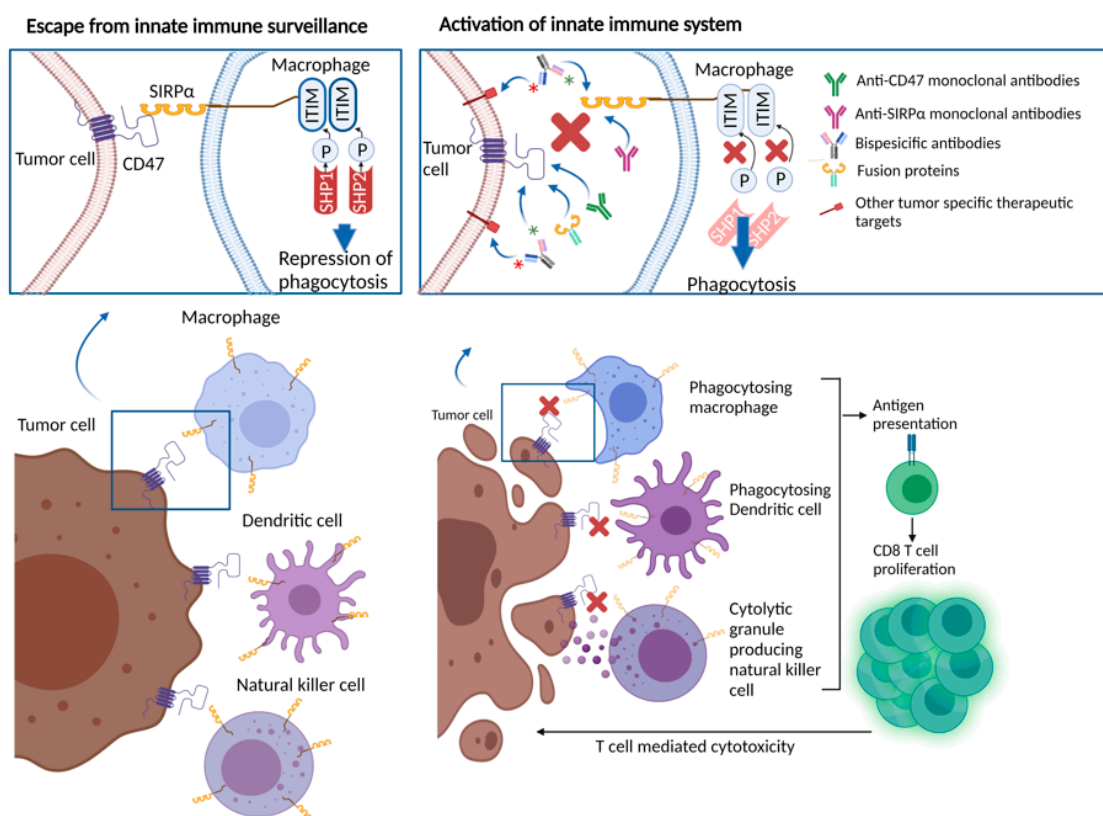 Escape from innate immune surveillance
Macrophage
SIRPα
ITIM
ITIM
Tumor cell
CD47
P
P
SHP1
SHP2
Repression of
phagocytosis
Activation of innate immune system
Macrophage
ITIM
ITIM
Tumor
cell
*
*
*
*
P
P
SHP1
SHP2
Phagocytosis
Anti-CD47 monoclonal antibodies
Anti-SIRPα monoclonal antibodies
Bispesicific antibodies
Fusion proteins
Other tumor specific therapeutic
targets
Macrophage
Tumor cell
Dendritic cell
Natural killer cell
Tumor cell
Phagocytosing
macrophage
Phagocytosing
Dendritic cell
Cytolytic
granule
producing
natural killer
cell
Antigen
presentation
CD8 T cell
proliferation
T cell mediated cytotoxicity